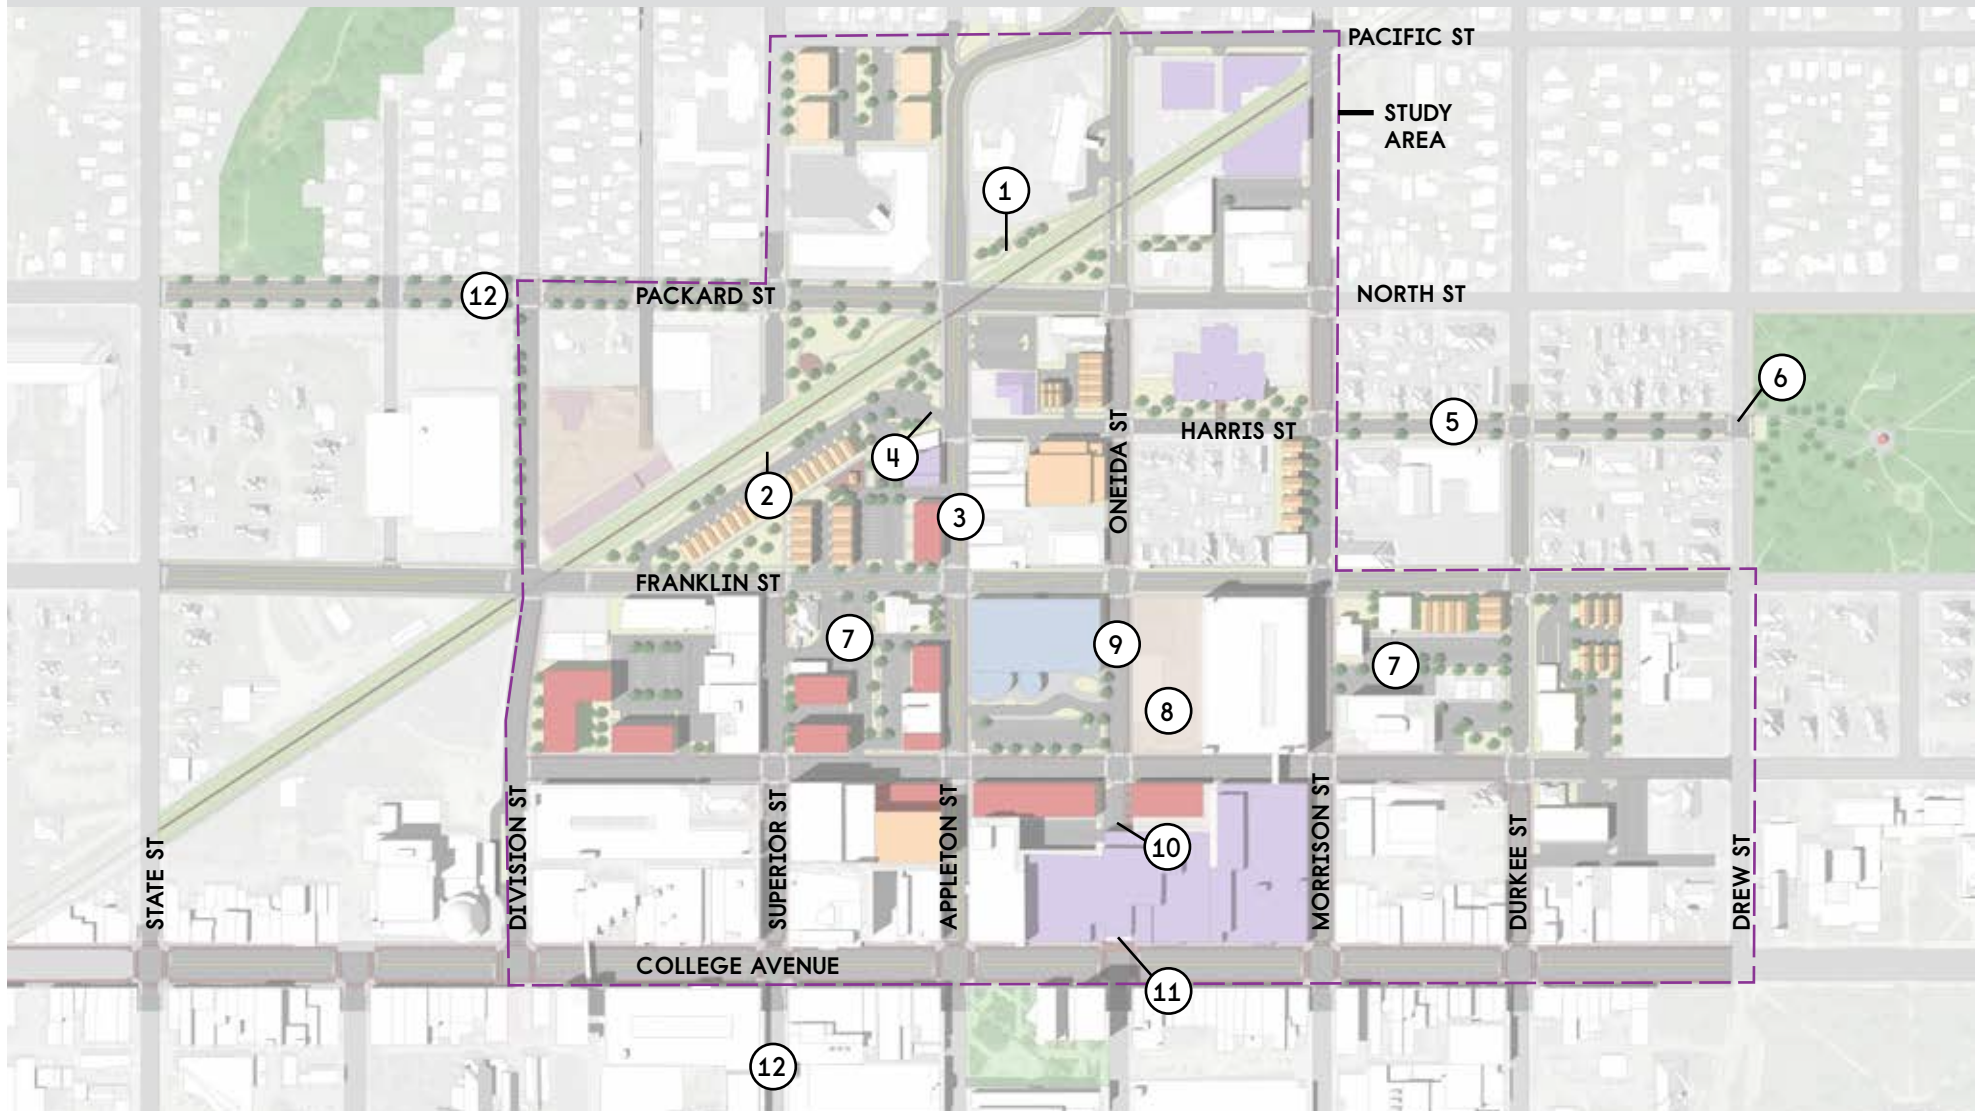 PACIFIC ST
STUDY
AREA
1
12
PACKARD ST
NORTH ST
6
5
HARRIS ST
4
2
3
ONEIDA ST
FRANKLIN ST
7
9
7
8
10
STATE ST
DIVISION ST
SUPERIOR ST
APPLETON ST
MORRISON ST
DURKEE ST
DREW ST
COLLEGE AVENUE
11
12